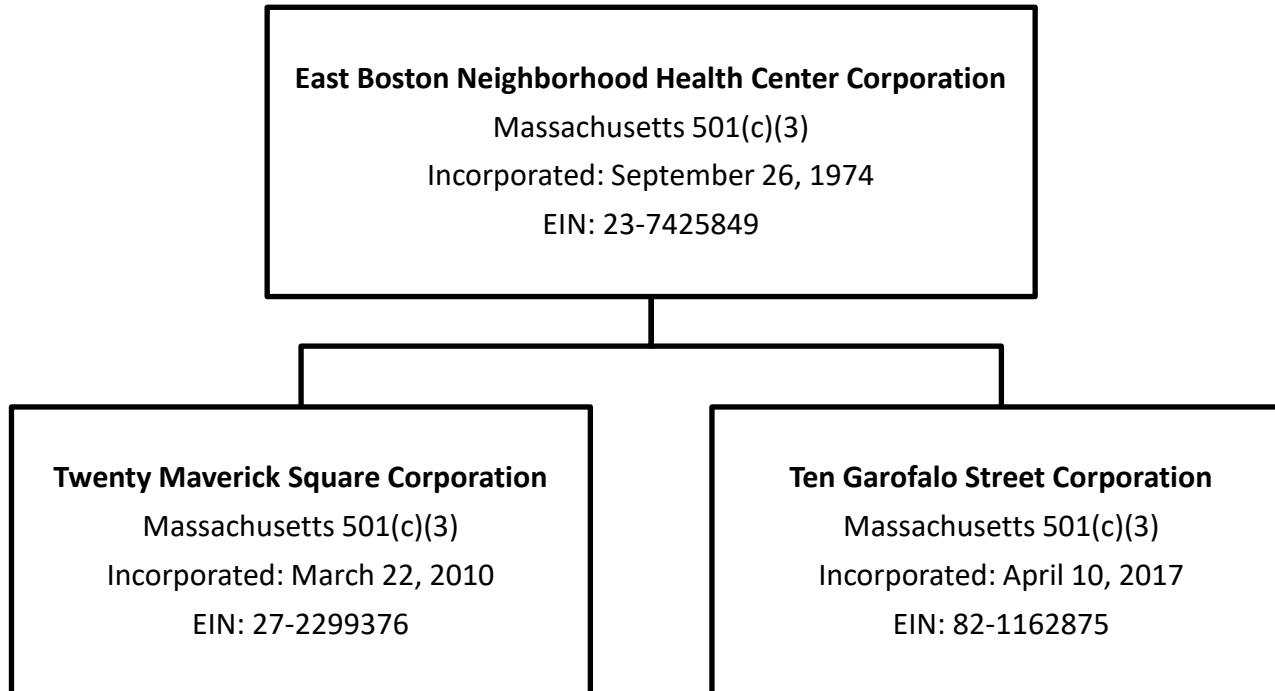 East Boston Neighborhood Health Center Corporation
Massachusetts 501(c)(3)
Incorporated: September 26, 1974
EIN: 23-7425849
Twenty Maverick Square Corporation
Massachusetts 501(c)(3)
Incorporated: March 22, 2010
EIN: 27-2299376
Ten Garofalo Street Corporation
Massachusetts 501(c)(3)
Incorporated: April 10, 2017
EIN: 82-1162875